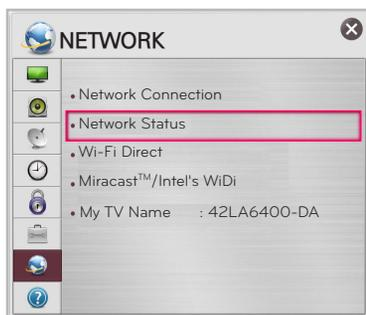 NETWORK
• Network Connection
• Network Status
• Wi-Fi Direct
• Miracast™/Intel's WiDi
• My TV Name : 42LA6400-DA
?